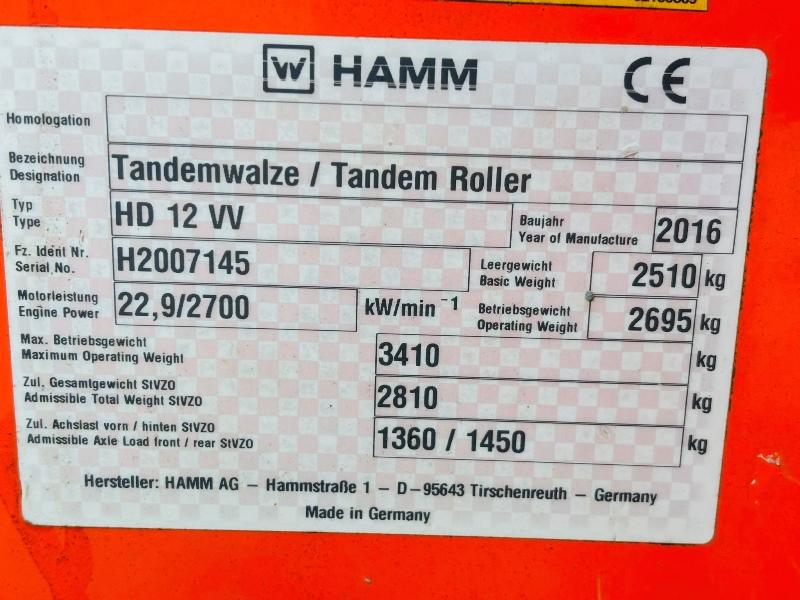 W HAMM CE
Homologation
Bezeichnung
Designation
Tandemwalze / Tandem Roller
Typ
Type
HD 12 VV
Baujahr
Year of Manufacture
2016
Fz. Ident Nr.
Serial No.
H2007145
Leergewicht
Basic Weight
2510 kg
Motorleistung
Engine Power
22,9/2700 kW/min -1
Betriebsgewicht
Operating Weight
2695 kg
Max. Betriebsgewicht
Maximum Operating Weight
3410 kg
Zul. Gesamtgewicht StVZO
Admissible Total Weight StVZO
2810 kg
Zul. Achslast vorn / hinten StVZO
Admissible Axle Load front / rear StVZO
1360 / 1450 kg
Hersteller: HAMM AG – Hammstraße 1 – D–95643 Tirschenreuth – Germany
Made in Germany